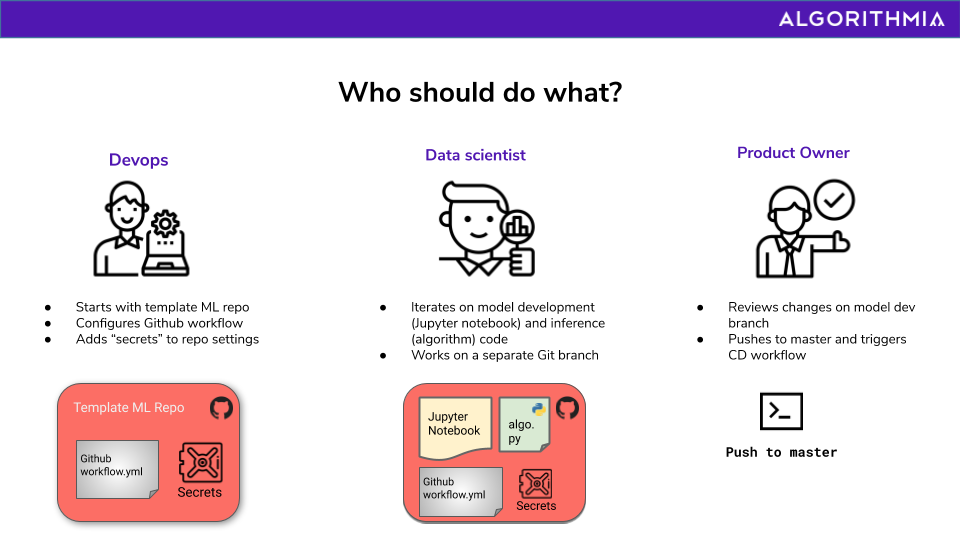 ALGORITHMIA
Who should do what?
Devops
● Starts with template ML repo
● Configures Github workflow
● Adds “secrets” to repo settings
Template ML Repo
Github
workflow.yml
Secrets
Data scientist
● Iterates on model development
(Jupyter notebook) and inference
(algorithm) code
● Works on a separate Git branch
Jupyter
Notebook
algo.
py
Github
workflow.yml
Secrets
Product Owner
● Reviews changes on model dev
branch
● Pushes to master and triggers
CD workflow
Push to master